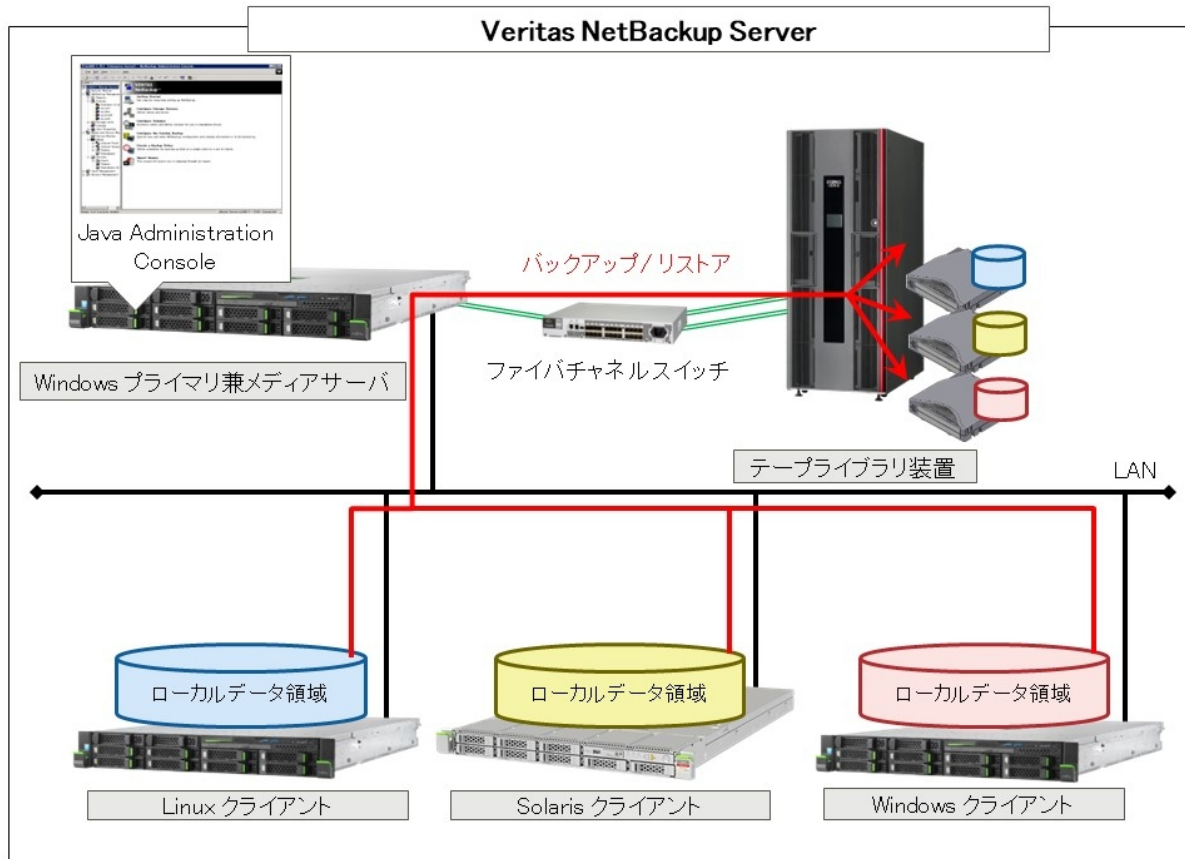 Veritas NetBackup Server
Java Administration
Console
バックアップ/リストア
ファイバチャネルスイッチ
Windows プライマリ兼メディアサーバ
テープライブラリ装置
LAN
ローカルデータ領域
ローカルデータ領域
ローカルデータ領域
Linux クライアント
Solaris クライアント
Windows クライアント